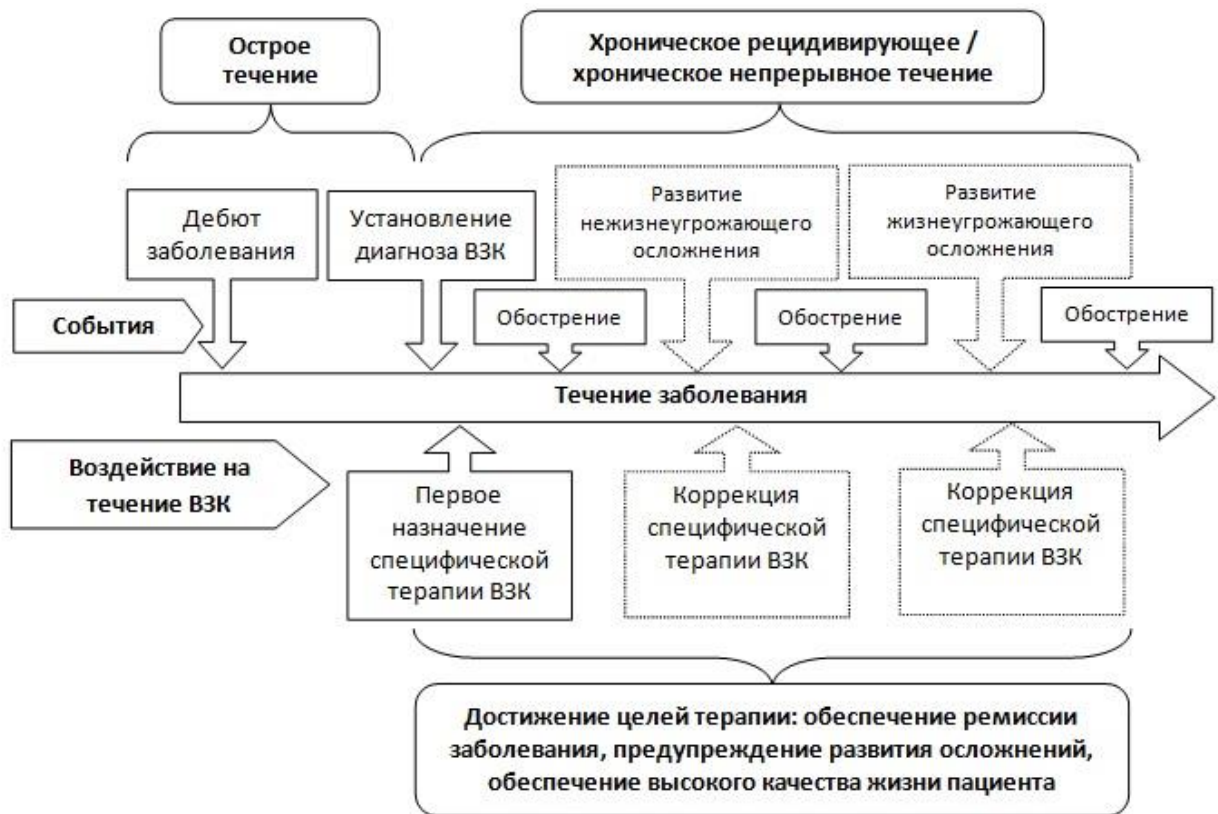 Острое
течение
Хроническое рецидивирующее /
хроническое непрерывное течение
Дебют
заболевания
Установление
диагноза ВЗК
Развитие
нежизнеугрожающего
осложнения
Развитие
жизнеугрожающего
осложнения
События
Обострение
Обострение
Обострение
Течение заболевания
Воздействие на
течение ВЗК
Первое
назначение
специфической
терапии ВЗК
Коррекция
специфической
терапии ВЗК
Коррекция
специфической
терапии ВЗК
Достижение целей терапии: обеспечение ремиссии
заболевания, предупреждение развития осложнений,
обеспечение высокого качества жизни пациента